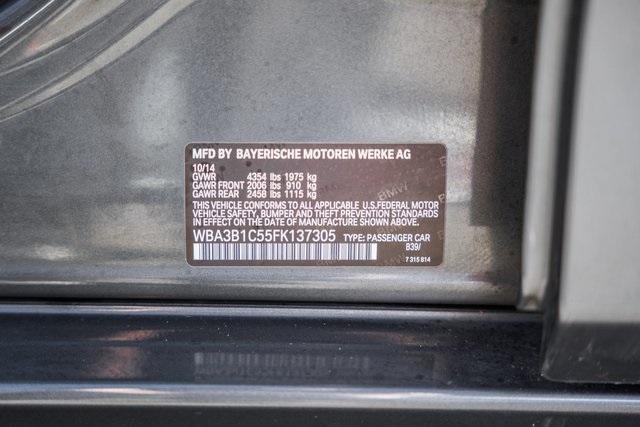 MFD BY BAYERISCHE MOTOREN WERKE AG
10/14
GVWR 4354 lbs 1975 kg
GAWR FRONT 2006 lbs 910 kg
GAWR REAR 2458 lbs 1115 kg
THIS VEHICLE CONFORMS TO ALL APPLICABLE U.S.FEDERAL MOTOR
VEHICLE SAFETY, BUMPER, AND THEFT PREVENTION STANDARDS
IN EFFECT ON THE DATE OF MANUFACTURE SHOWN ABOVE.
WBA3B1C55FK137305 TYPE: PASSENGER CAR
B39/
7 315 814
BMW
BMW